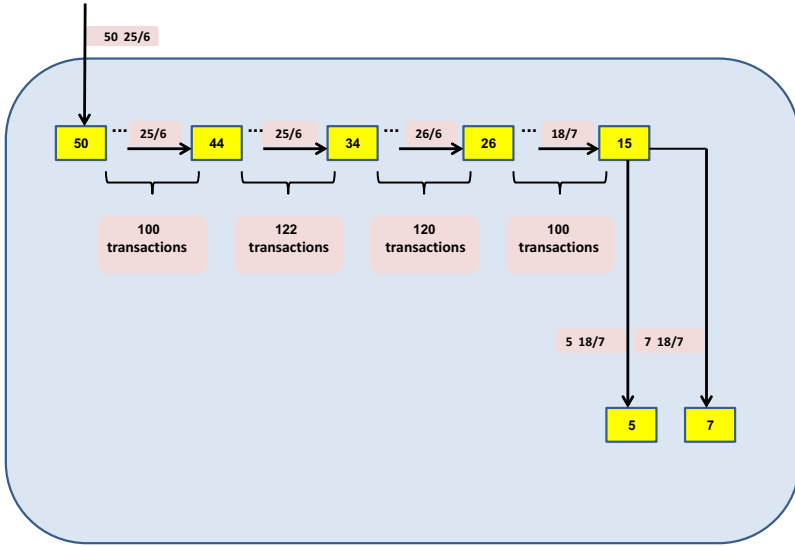 50 25/6
50 ... 25/6 44 ... 25/6 34 ... 26/6 26 ... 18/7 15
100 transactions
122 transactions
120 transactions
100 transactions
5 18/7
7 18/7
5
7